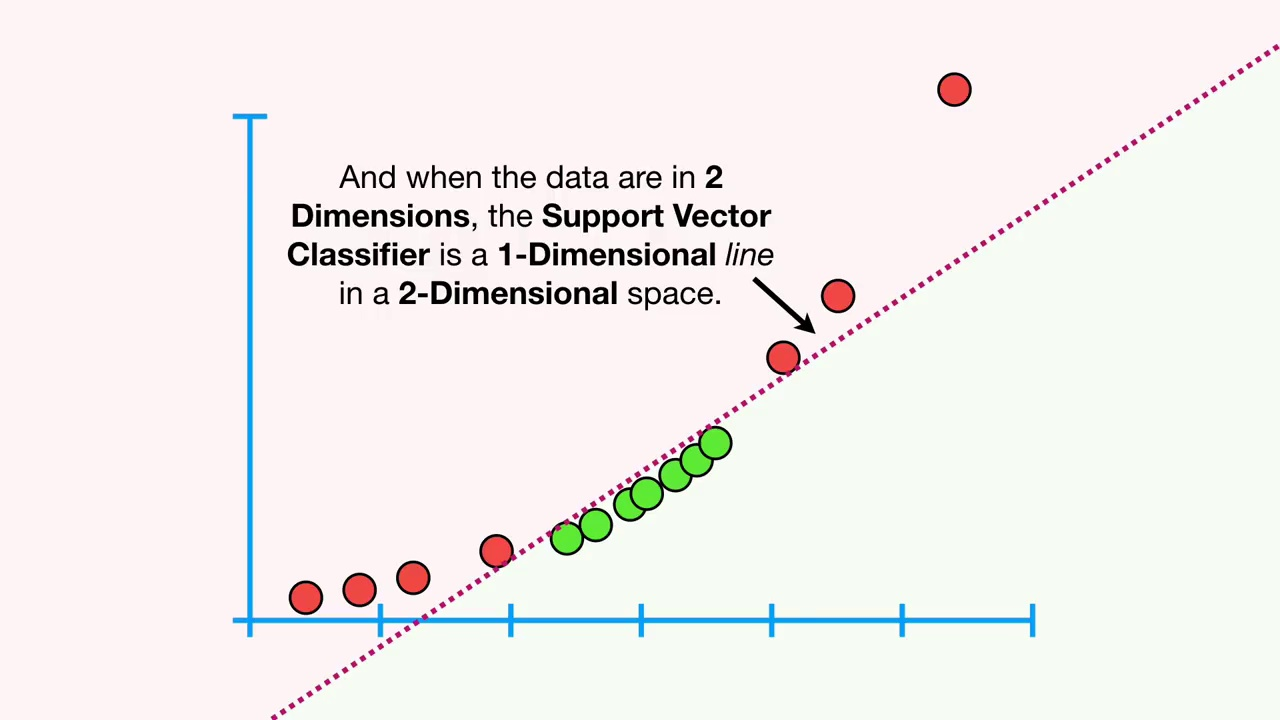 And when the data are in 2
Dimensions, the Support Vector
Classifier is a 1-Dimensional line
in a 2-Dimensional space.